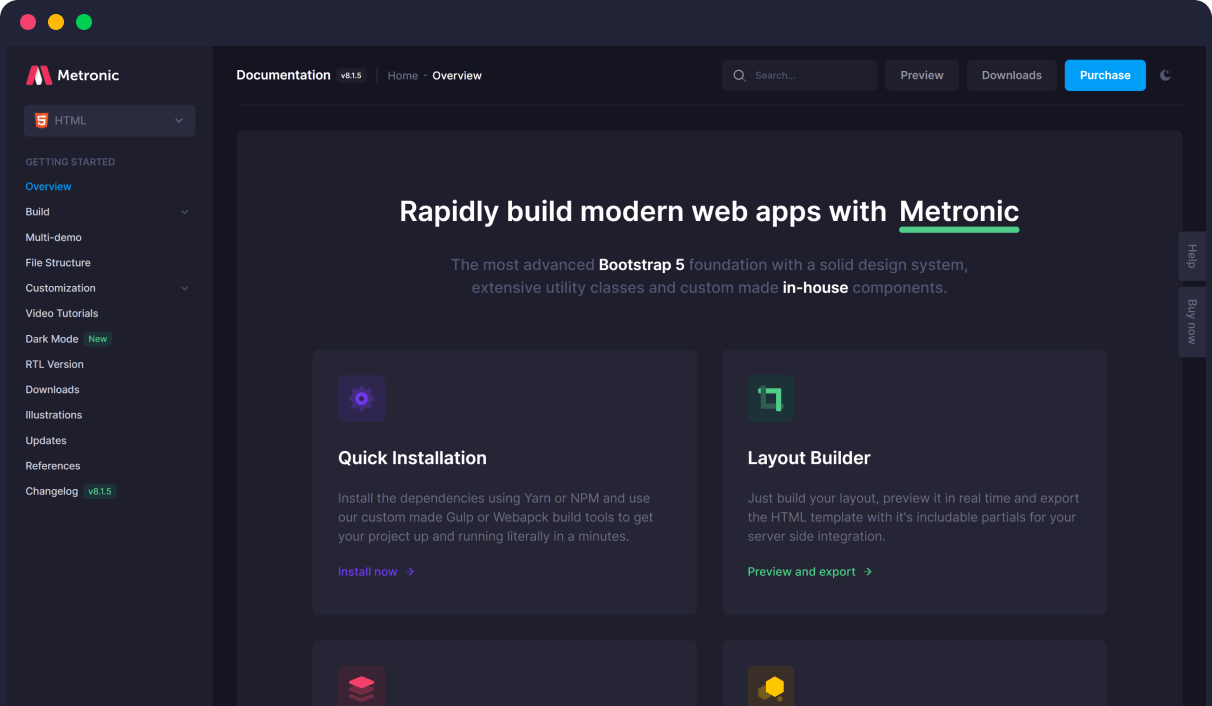 Metronic
HTML
GETTING STARTED
Overview
Build
Multi-demo
File Structure
Customization
Video Tutorials
Dark Mode New
RTL Version
Downloads
Illustrations
Updates
References
Changelog v8.1.5
Documentation v8.1.5 Home - Overview
Search...
Preview
Downloads
Purchase
Rapidly build modern web apps with Metronic
The most advanced Bootstrap 5 foundation with a solid design system,
extensive utility classes and custom made in-house components.
Quick Installation
Install the dependencies using Yarn or NPM and use
our custom made Gulp or Webapck build tools to get
your project up and running literally in a minutes.
Install now →
Layout Builder
Just build your layout, preview it in real time and export
the HTML template with it's includable partials for your
server side integration.
Preview and export →
Help
Buy now